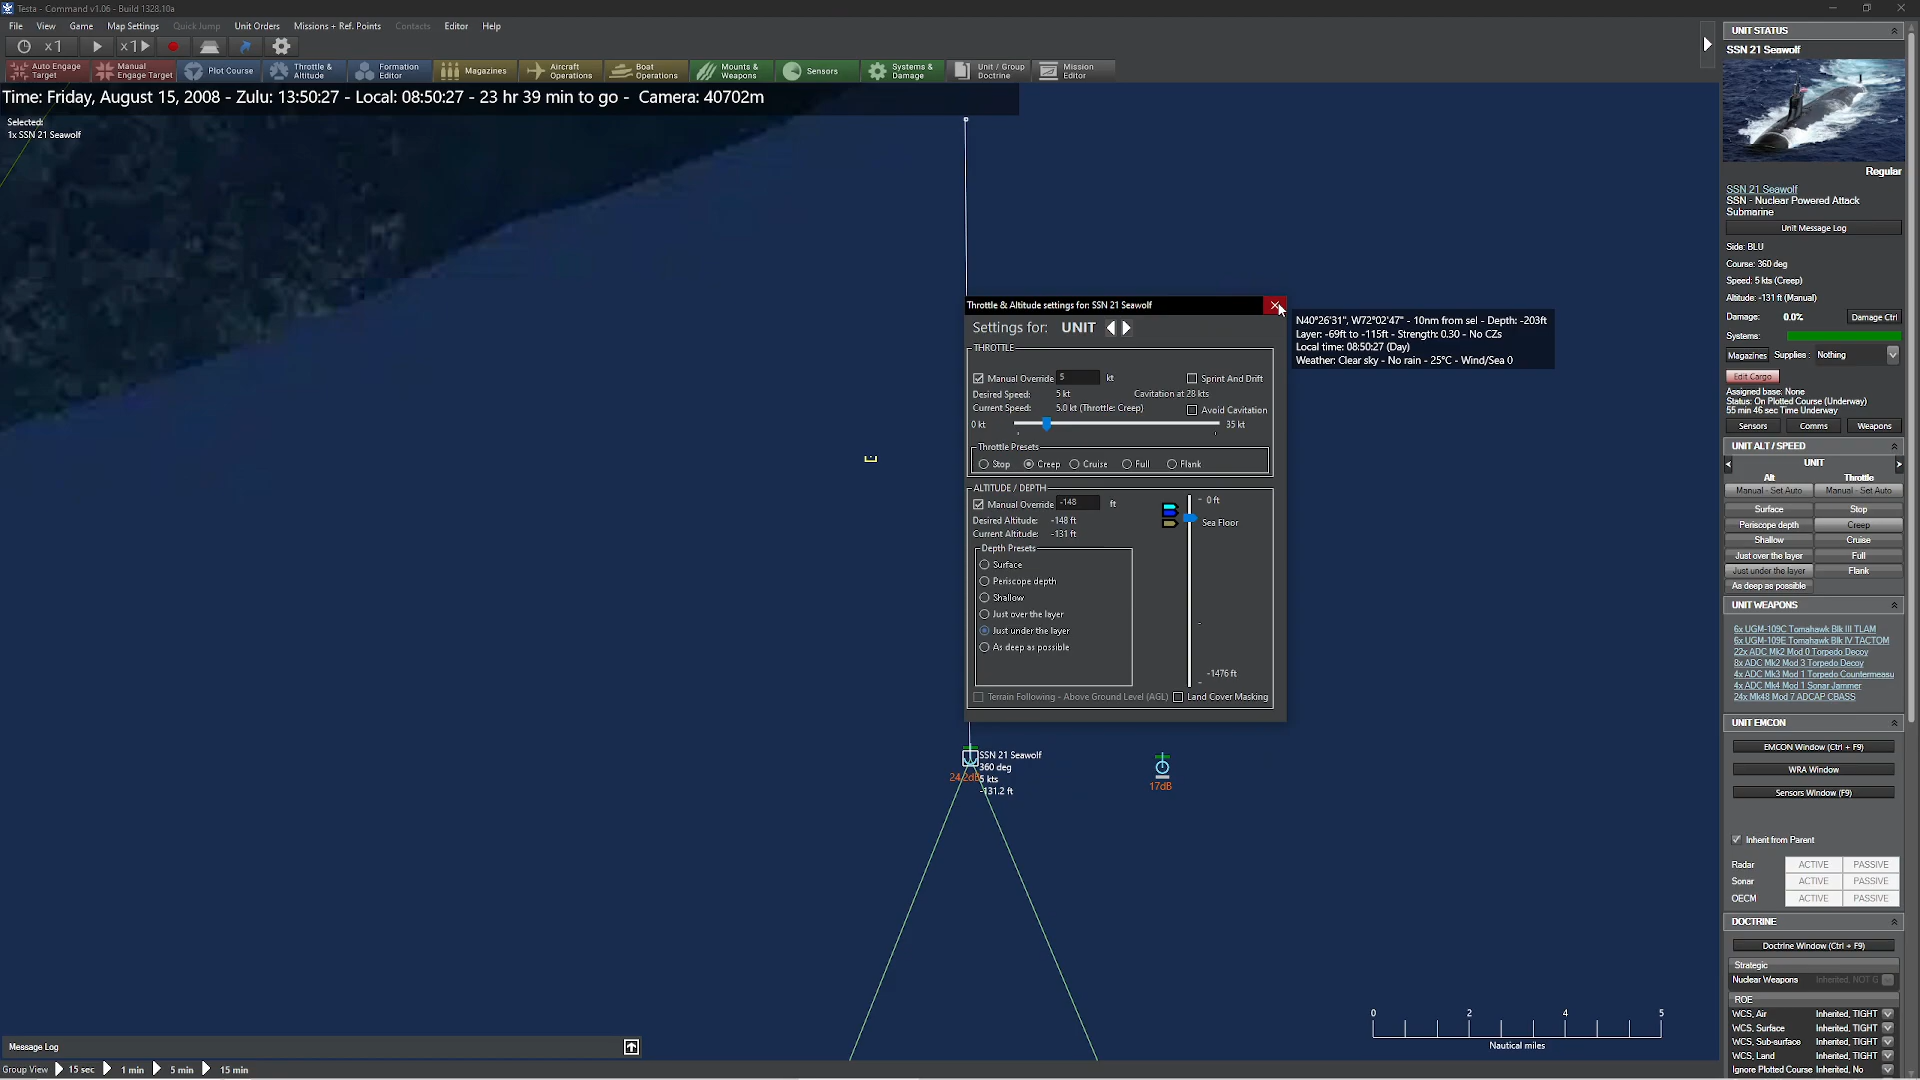 Testa - Command v1.06 - Build 1328.10a
File View Game Map Settings Quick Jump Unit Orders Missions + Ref. Points Contacts Editor Help
x1 x1
Auto Engage Target
Manual Engage Target
Plot Course
Throttle & Altitude
Formation Editor
Magazines
Aircraft Operations
Boat Operations
Mounts & Weapons
Sensors
Systems & Damage
Unit / Group Doctrine
Mission Editor
Time: Friday, August 15, 2008 - Zulu: 13:50:27 - Local: 08:50:27 - 23 hr 39 min to go - Camera: 40702m
Selected:
1x SSN 21 Seawolf
Throttle & Altitude settings for: SSN 21 Seawolf
Settings for: UNIT
THROTTLE
Manual Override 5 kt Sprint And Drift
Desired Speed: 5 kt Cavitation at 28 kts
Current Speed: 5.0 kt (Throttle: Creep) Avoid Cavitation
0 kt 35 kt
Throttle Presets
Stop Creep Cruise Full Flank
ALTITUDE / DEPTH
Manual Override -148 ft
Desired Altitude: -148 ft
Current Altitude: -131 ft
0 ft
Sea Floor
-1476 ft
Depth Presets
Surface
Periscope depth
Shallow
Just over the layer
Just under the layer
As deep as possible
Terrain Following - Above Ground Level (AGL) Land Cover Masking
N40°26'31", W72°02'47" - 10nm from sel - Depth: -203ft
Layer: -69ft to -115ft - Strength: 0.30 - No CZs
Local time: 08:50:27 (Day)
Weather: Clear sky - No rain - 25°C - Wind/Sea 0
SSN 21 Seawolf
360 deg
24.2dB 5 kts
-131.2 ft
17dB
0 2 4 5
Nautical miles
Message Log
Group View 15 sec 1 min 5 min 15 min
UNIT STATUS
SSN 21 Seawolf
Regular
SSN 21 Seawolf
SSN - Nuclear Powered Attack
Submarine
Unit Message Log
Side: BLU
Course: 360 deg
Speed: 5 kts (Creep)
Altitude: -131 ft (Manual)
Damage: 0.0% Damage Ctrl
Systems:
Magazines Supplies: Nothing
Edit Cargo
Assigned base: None
Status: On Plotted Course (Underway)
55 min 46 sec Time Underway
Sensors Comms Weapons
UNIT ALT / SPEED
UNIT
Alt Throttle
Manual - Set Auto Manual - Set Auto
Surface Stop
Periscope depth Creep
Shallow Cruise
Just over the layer Full
Just under the layer Flank
As deep as possible
UNIT WEAPONS
6x UGM-109C Tomahawk Blk III TLAM
6x UGM-109E Tomahawk Blk IV TACTOM
22x ADC Mk2 Mod 0 Torpedo Decoy
8x ADC Mk2 Mod 3 Torpedo Decoy
4x ADC Mk3 Mod 1 Torpedo Countermeasu
4x ADC Mk4 Mod 1 Sonar Jammer
24x Mk48 Mod 7 ADCAP CBASS
UNIT EMCON
EMCON Window (Ctrl + F9)
WRA Window
Sensors Window (F9)
Inherit from Parent
Radar ACTIVE PASSIVE
Sonar ACTIVE PASSIVE
OECM ACTIVE PASSIVE
DOCTRINE
Doctrine Window (Ctrl + F9)
Strategic
Nuclear Weapons Inherited, NOT G
ROE
WCS, Air Inherited, TIGHT
WCS, Surface Inherited, TIGHT
WCS, Sub-surface Inherited, TIGHT
WCS, Land Inherited, TIGHT
Ignore Plotted Course Inherited, No